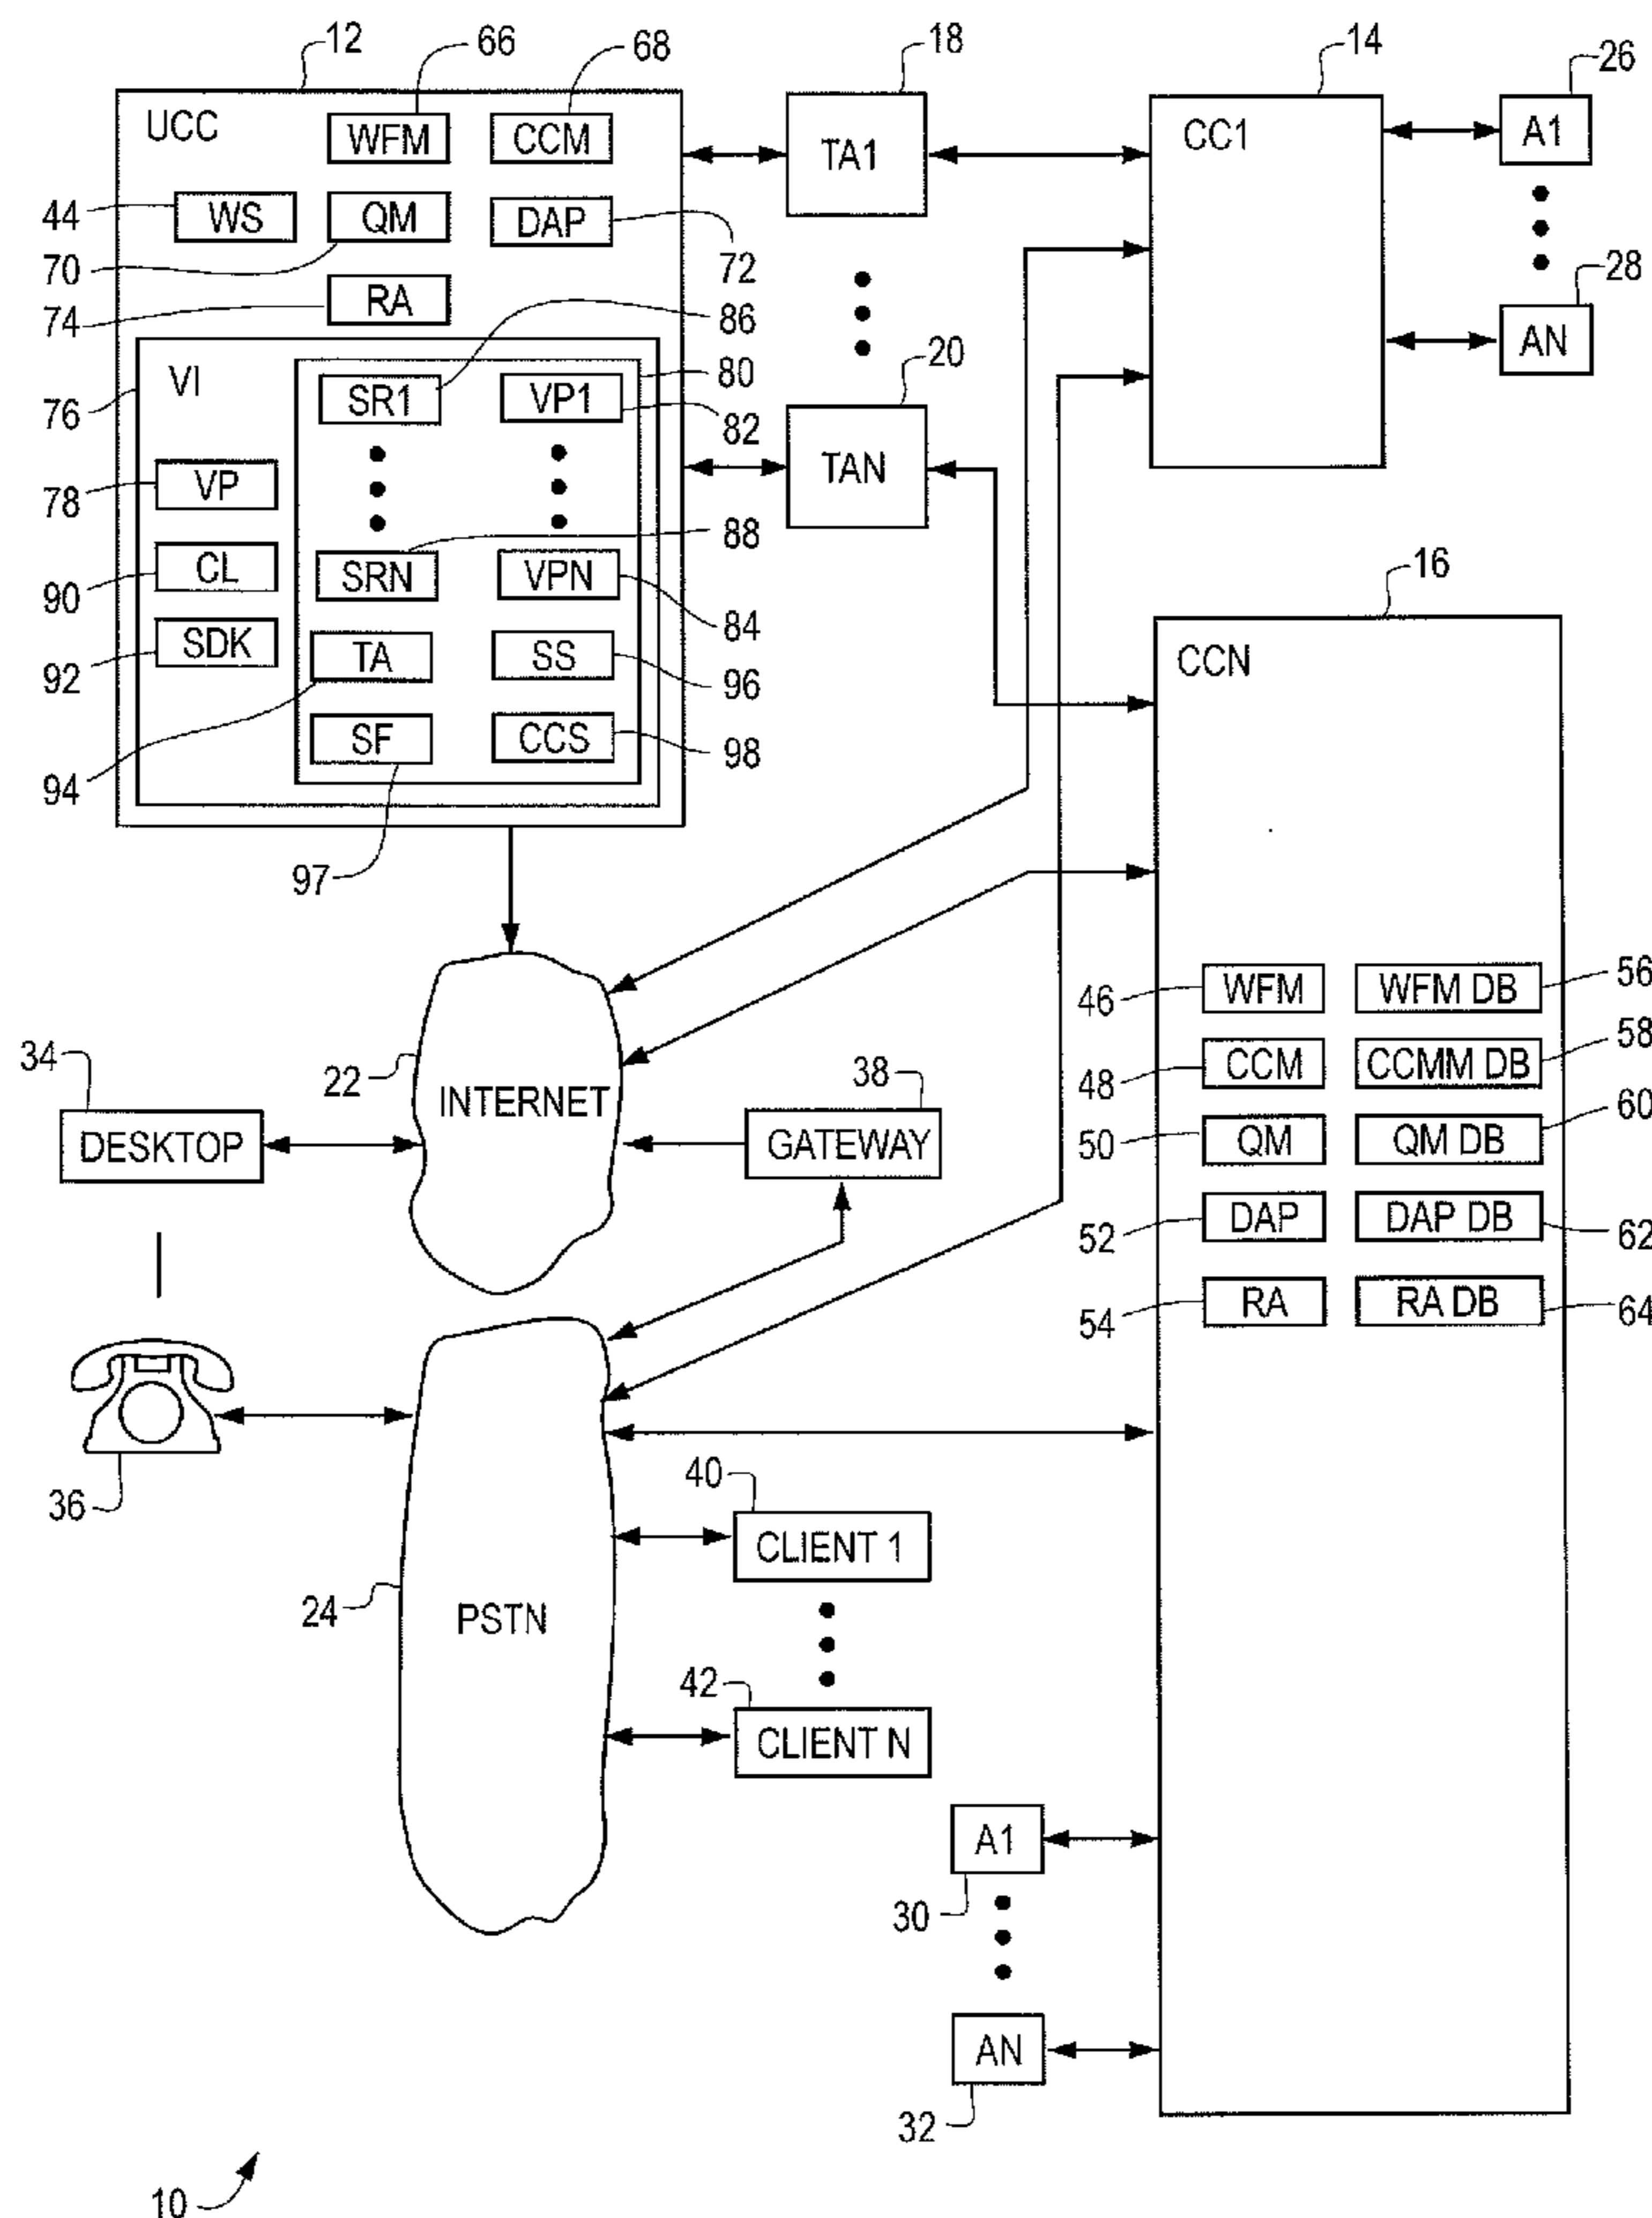 12
66
68
18
14
26
UCC
WFM
CCM
TA1
CC1
A1
44
WS
QM
DAP
70
72
28
74
RA
86
AN
VI
80
20
76
SR1
VP1
82
TAN
78
VP
88
16
90
CL
SRN
VPN
84
CCN
92
SDK
TA
SS
96
94
SF
CCS
98
97
46
WFM
WFM DB
56
34
22
INTERNET
38
48
CCM
CCMM DB
58
DESKTOP
GATEWAY
50
QM
QM DB
60
52
DAP
DAP DB
62
54
RA
RA DB
64
36
40
CLIENT 1
24
PSTN
42
CLIENT N
A1
30
AN
32
10